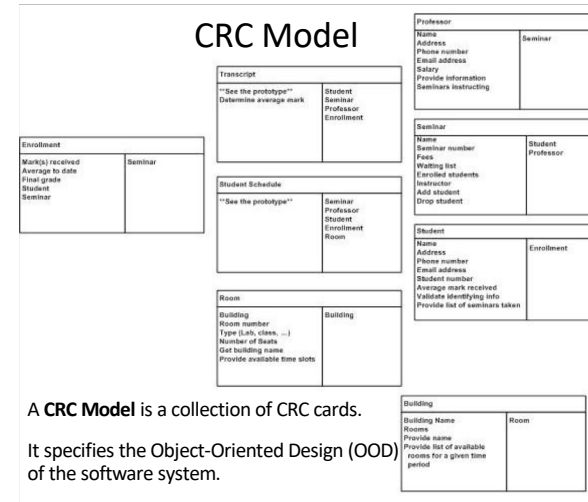 CRC Model
Enrollment
Mark(s) received
Average to date
Final grade
Student
Seminar
Seminar
Transcript
**See the prototype**
Determine average mark
Student
Seminar
Professor
Enrollment
Student Schedule
**See the prototype**
Seminar
Professor
Student
Enrollment
Room
Room
Building
Room number
Type (Lab, class, ...)
Number of Seats
Get building name
Provide available time slots
Building
Professor
Name
Address
Phone number
Email address
Salary
Provide information
Seminars instructing
Seminar
Seminar
Name
Seminar number
Fees
Waiting list
Enrolled students
Instructor
Add student
Drop student
Student
Professor
Student
Name
Address
Phone number
Email address
Student number
Average mark received
Validate identifying info
Provide list of seminars taken
Enrollment
A CRC Model is a collection of CRC cards.
It specifies the Object-Oriented Design (OOD)
of the software system.
Building
Building Name
Rooms
Provide name
Provide list of available
rooms for a given time
period
Room